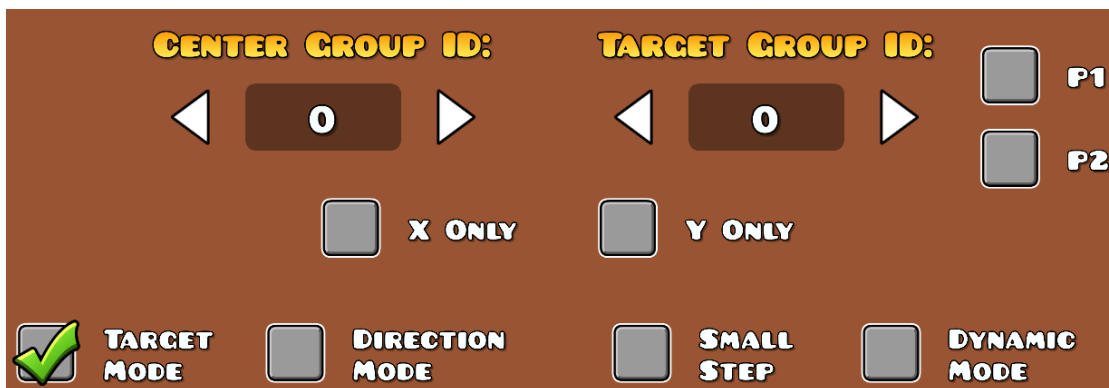 Center Group ID: Target Group ID:
0 0 P1
P2
X Only Y Only
Target Mode Direction Mode Small Step Dynamic Mode